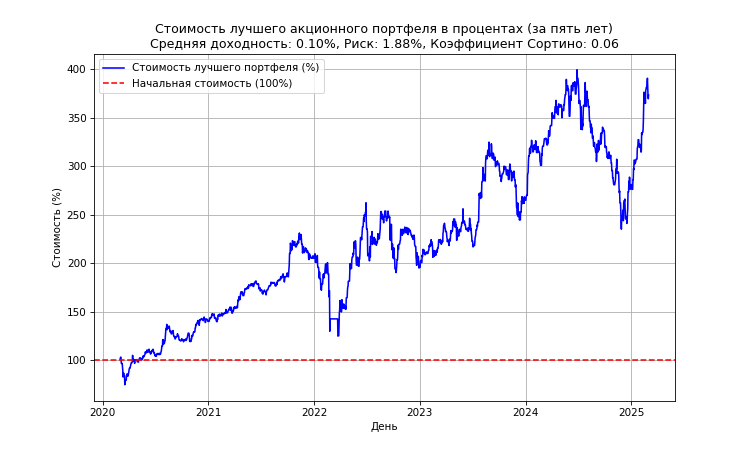 Стоимость лучшего акционного портфеля в процентах (за пять лет)
Средняя доходность: 0.10%, Риск: 1.88%, Коэффициент Сортино: 0.06
Стоимость лучшего портфеля (%)
Начальная стоимость (100%)
Стоимость (%)
400
350
300
250
200
150
100
2020
2021
2022
2023
2024
2025
День